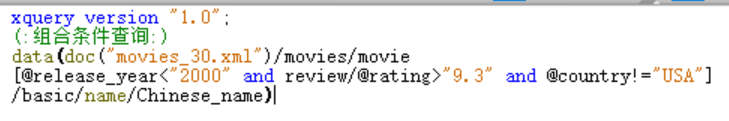 xquery version "1.0";
(:组合条件查询:)
data(doc("movies_30.xml")/movies/movie
[@release_year<"2000" and review/@rating>"9.3" and @country!="USA"]
/basic/name/Chinese_name)